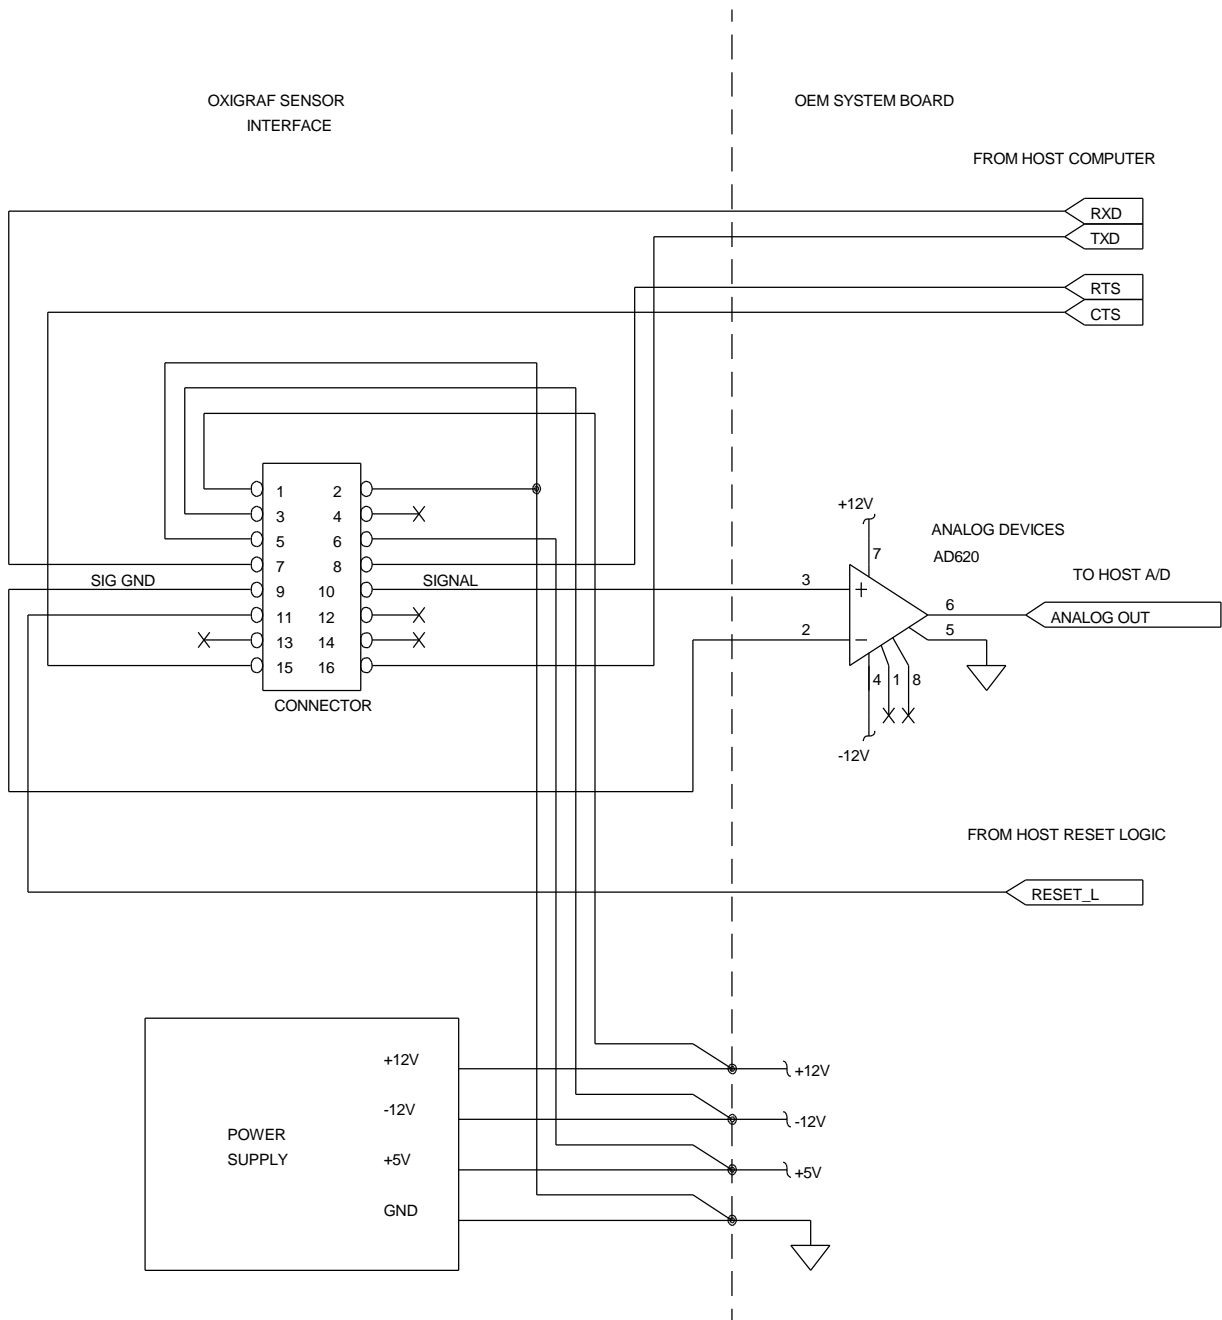 OXIGRAF SENSOR
INTERFACE
OEM SYSTEM BOARD
FROM HOST COMPUTER
RXD
TXD
RTS
CTS
1 2
3 4
5 6
7 8
9 10
11 12
13 14
15 16
SIG GND
SIGNAL
CONNECTOR
+12V
7
ANALOG DEVICES
AD620
TO HOST A/D
3
+
2
−
6
5
ANALOG OUT
4 1 8
-12V
FROM HOST RESET LOGIC
RESET_L
POWER
SUPPLY
+12V
-12V
+5V
GND
+12V
-12V
+5V